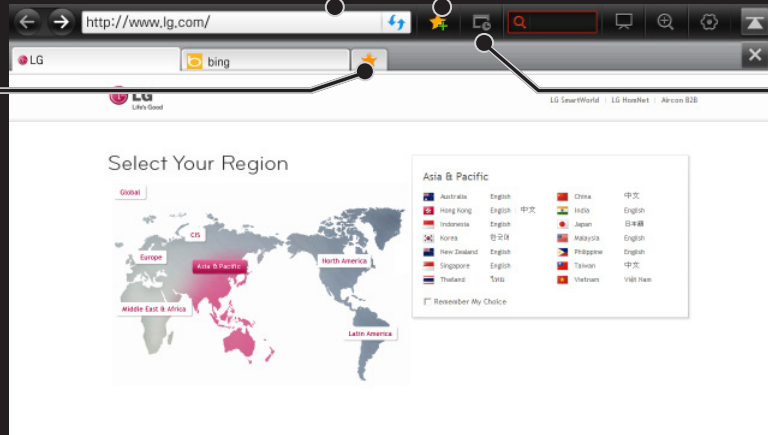 http://www.lg.com/
LG
bing
LG
Life's Good
LG SmartWorld | LG HomNet | Aircon B2B
Select Your Region
Global
CIS
Europe
Asia & Pacific
North America
Middle East & Africa
Latin America
Asia & Pacific
Australia English
China 中文
Hong Kong English | 中文
India English
Indonesia English
Japan 日本語
Korea 한국어
Malaysia English
New Zealand English
Philippine English
Singapore English
Taiwan 中文
Thailand ไทย
Vietnam Việt Nam
Remember My Choice